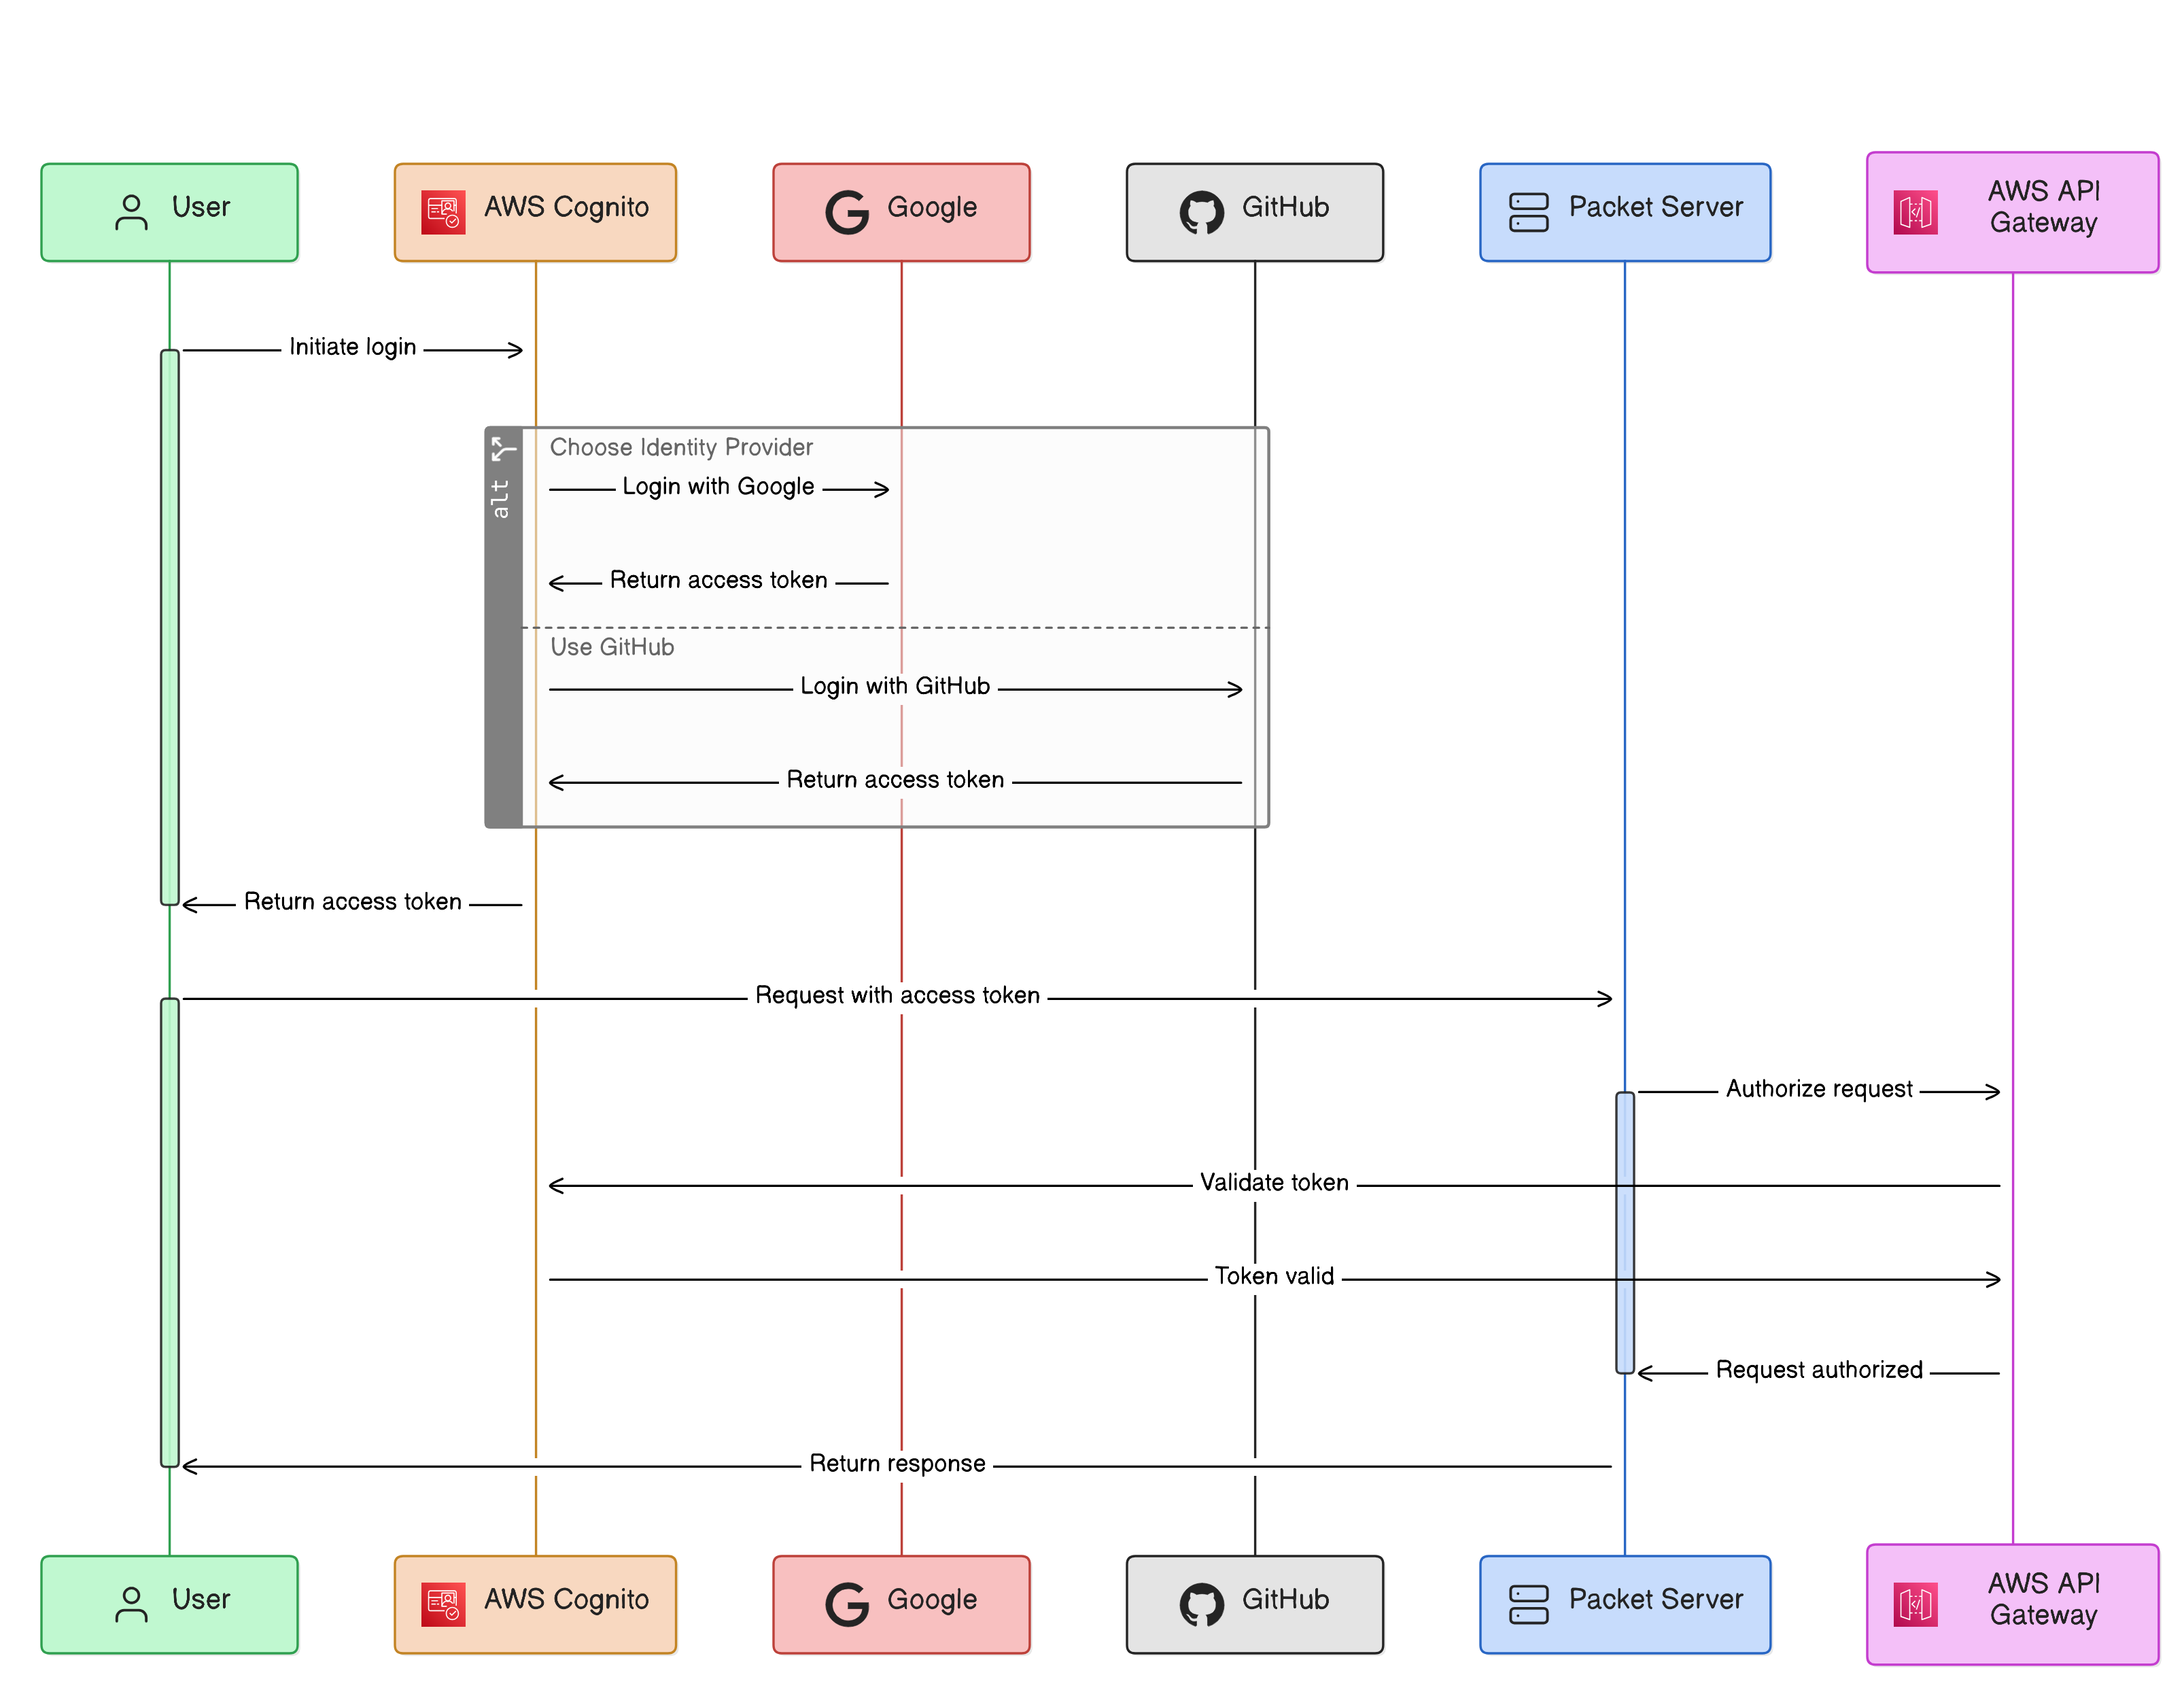 User
AWS Cognito
Google
GitHub
Packet Server
AWS API
Gateway
Initiate login
alt
Choose Identity Provider
Login with Google
Return access token
Use GitHub
Login with GitHub
Return access token
Return access token
Request with access token
Authorize request
Validate token
Token valid
Request authorized
Return response
User
AWS Cognito
Google
GitHub
Packet Server
AWS API
Gateway